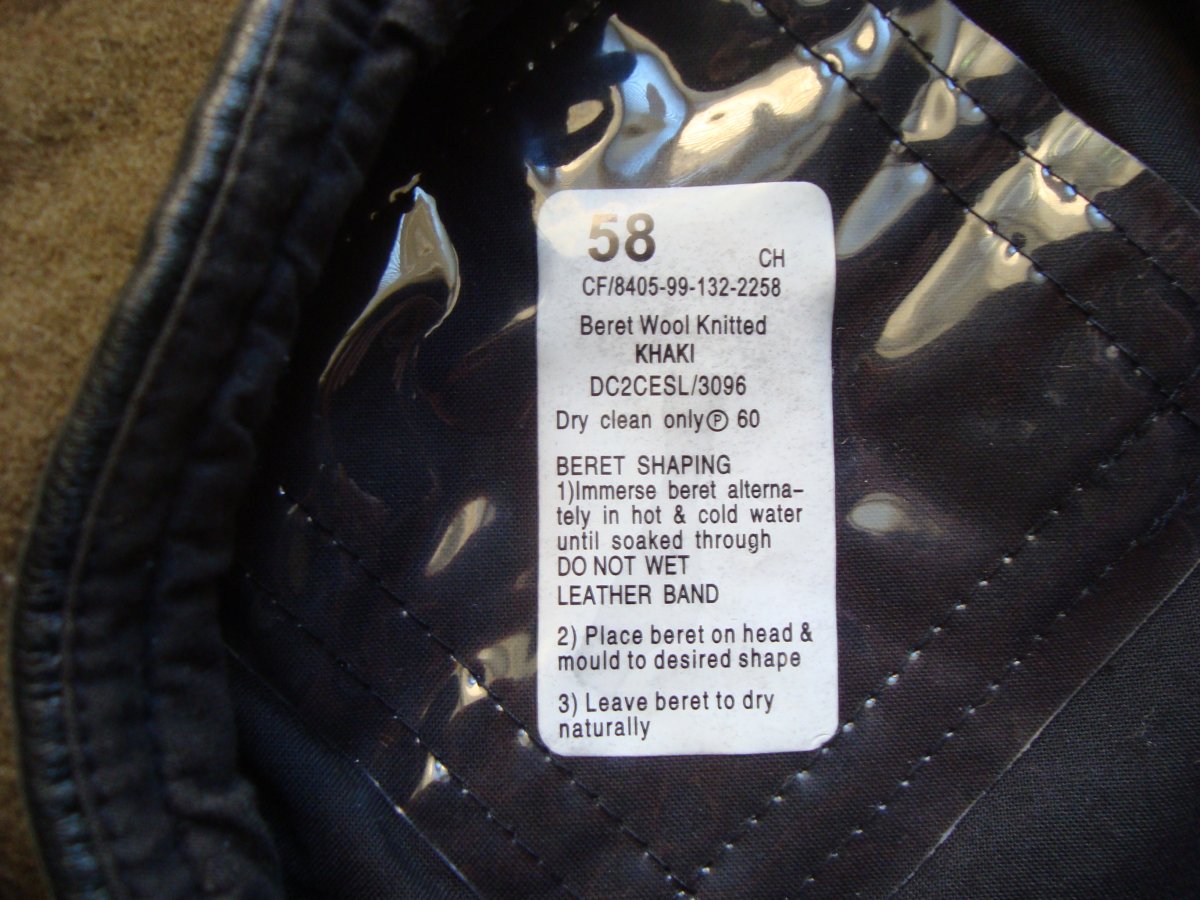 58
CH
CF/8405-99-132-2258
Beret Wool Knitted
KHAKI
DC2CESL/3096
Dry clean only Ⓟ 60
BERET SHAPING
1)Immerse beret alterna-
tely in hot & cold water
until soaked through
DO NOT WET
LEATHER BAND
2) Place beret on head &
mould to desired shape
3) Leave beret to dry
naturally